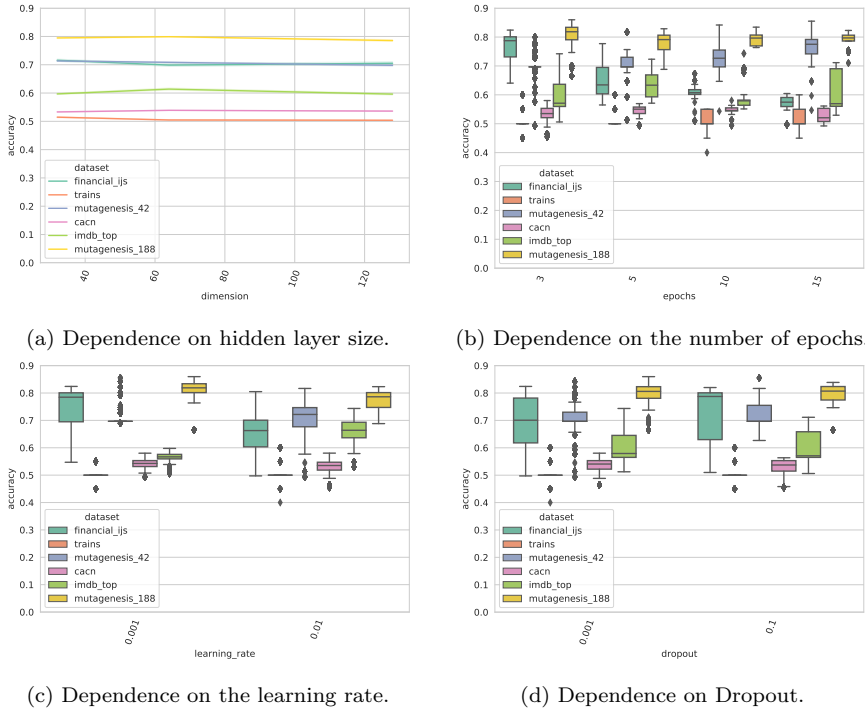 0.9
0.8
0.7
0.6
0.5
0.4
0.3
0.2
0.1
0.0
accuracy
dataset
financial_ijs
trains
mutagenesis_42
cacn
imdb_top
mutagenesis_188
40
60
80
100
120
dimension
(a) Dependence on hidden layer size.
0.9
0.8
0.7
0.6
0.5
0.4
0.3
0.2
0.1
0.0
accuracy
dataset
financial_ijs
trains
mutagenesis_42
cacn
imdb_top
mutagenesis_188
3
5
10
15
epochs
(b) Dependence on the number of epochs.
0.9
0.8
0.7
0.6
0.5
0.4
0.3
0.2
0.1
0.0
accuracy
dataset
financial_ijs
trains
mutagenesis_42
cacn
imdb_top
mutagenesis_188
0.001
0.01
learning_rate
(c) Dependence on the learning rate.
0.9
0.8
0.7
0.6
0.5
0.4
0.3
0.2
0.1
0.0
accuracy
dataset
financial_ijs
trains
mutagenesis_42
cacn
imdb_top
mutagenesis_188
0.001
0.1
dropout
(d) Dependence on Dropout.